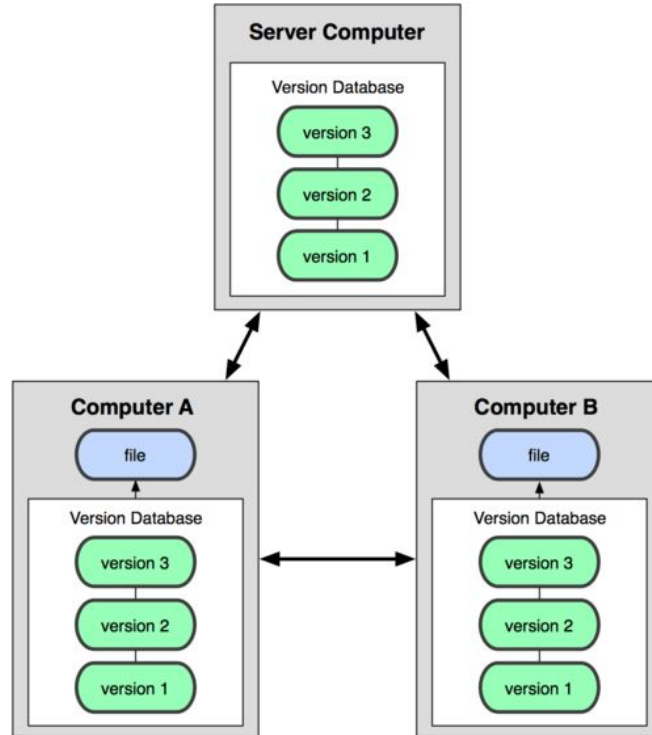 Server Computer
Version Database
version 3
version 2
version 1
Computer A
file
Version Database
version 3
version 2
version 1
Computer B
file
Version Database
version 3
version 2
version 1